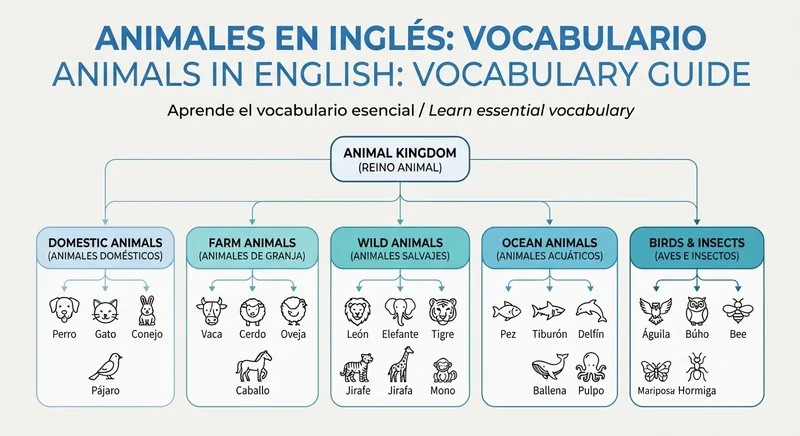 ANIMALES EN INGLÉS: VOCABULARIO
ANIMALS IN ENGLISH: VOCABULARY GUIDE
Aprende el vocabulario esencial / Learn essential vocabulary
ANIMAL KINGDOM
(REINO ANIMAL)
DOMESTIC ANIMALS
(ANIMALES DOMÉSTICOS)
Perro Gato Conejo
Pájaro
FARM ANIMALS
(ANIMALES DE GRANJA)
Vaca Cerdo Oveja
Caballo
WILD ANIMALS
(ANIMALES SALVAJES)
León Elefante Tigre
Jirafe Jirafa Mono
OCEAN ANIMALS
(ANIMALES ACUÁTICOS)
Pez Tiburón Delfín
Ballena Pulpo
BIRDS & INSECTS
(AVES E INSECTOS)
Águila Búho Bee
Mariposa Hormiga